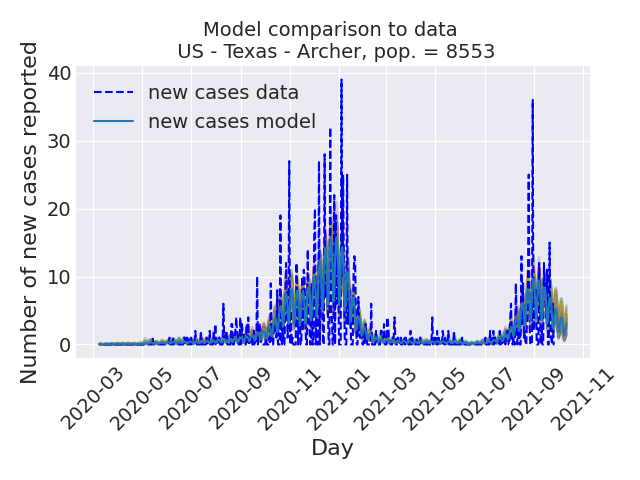 Model comparison to data
US - Texas - Archer, pop. = 8553
new cases data
new cases model
Number of new cases reported
40
30
20
10
0
2020-03
2020-05
2020-07
2020-09
2020-11
2021-01
2021-03
2021-05
2021-07
2021-09
2021-11
Day